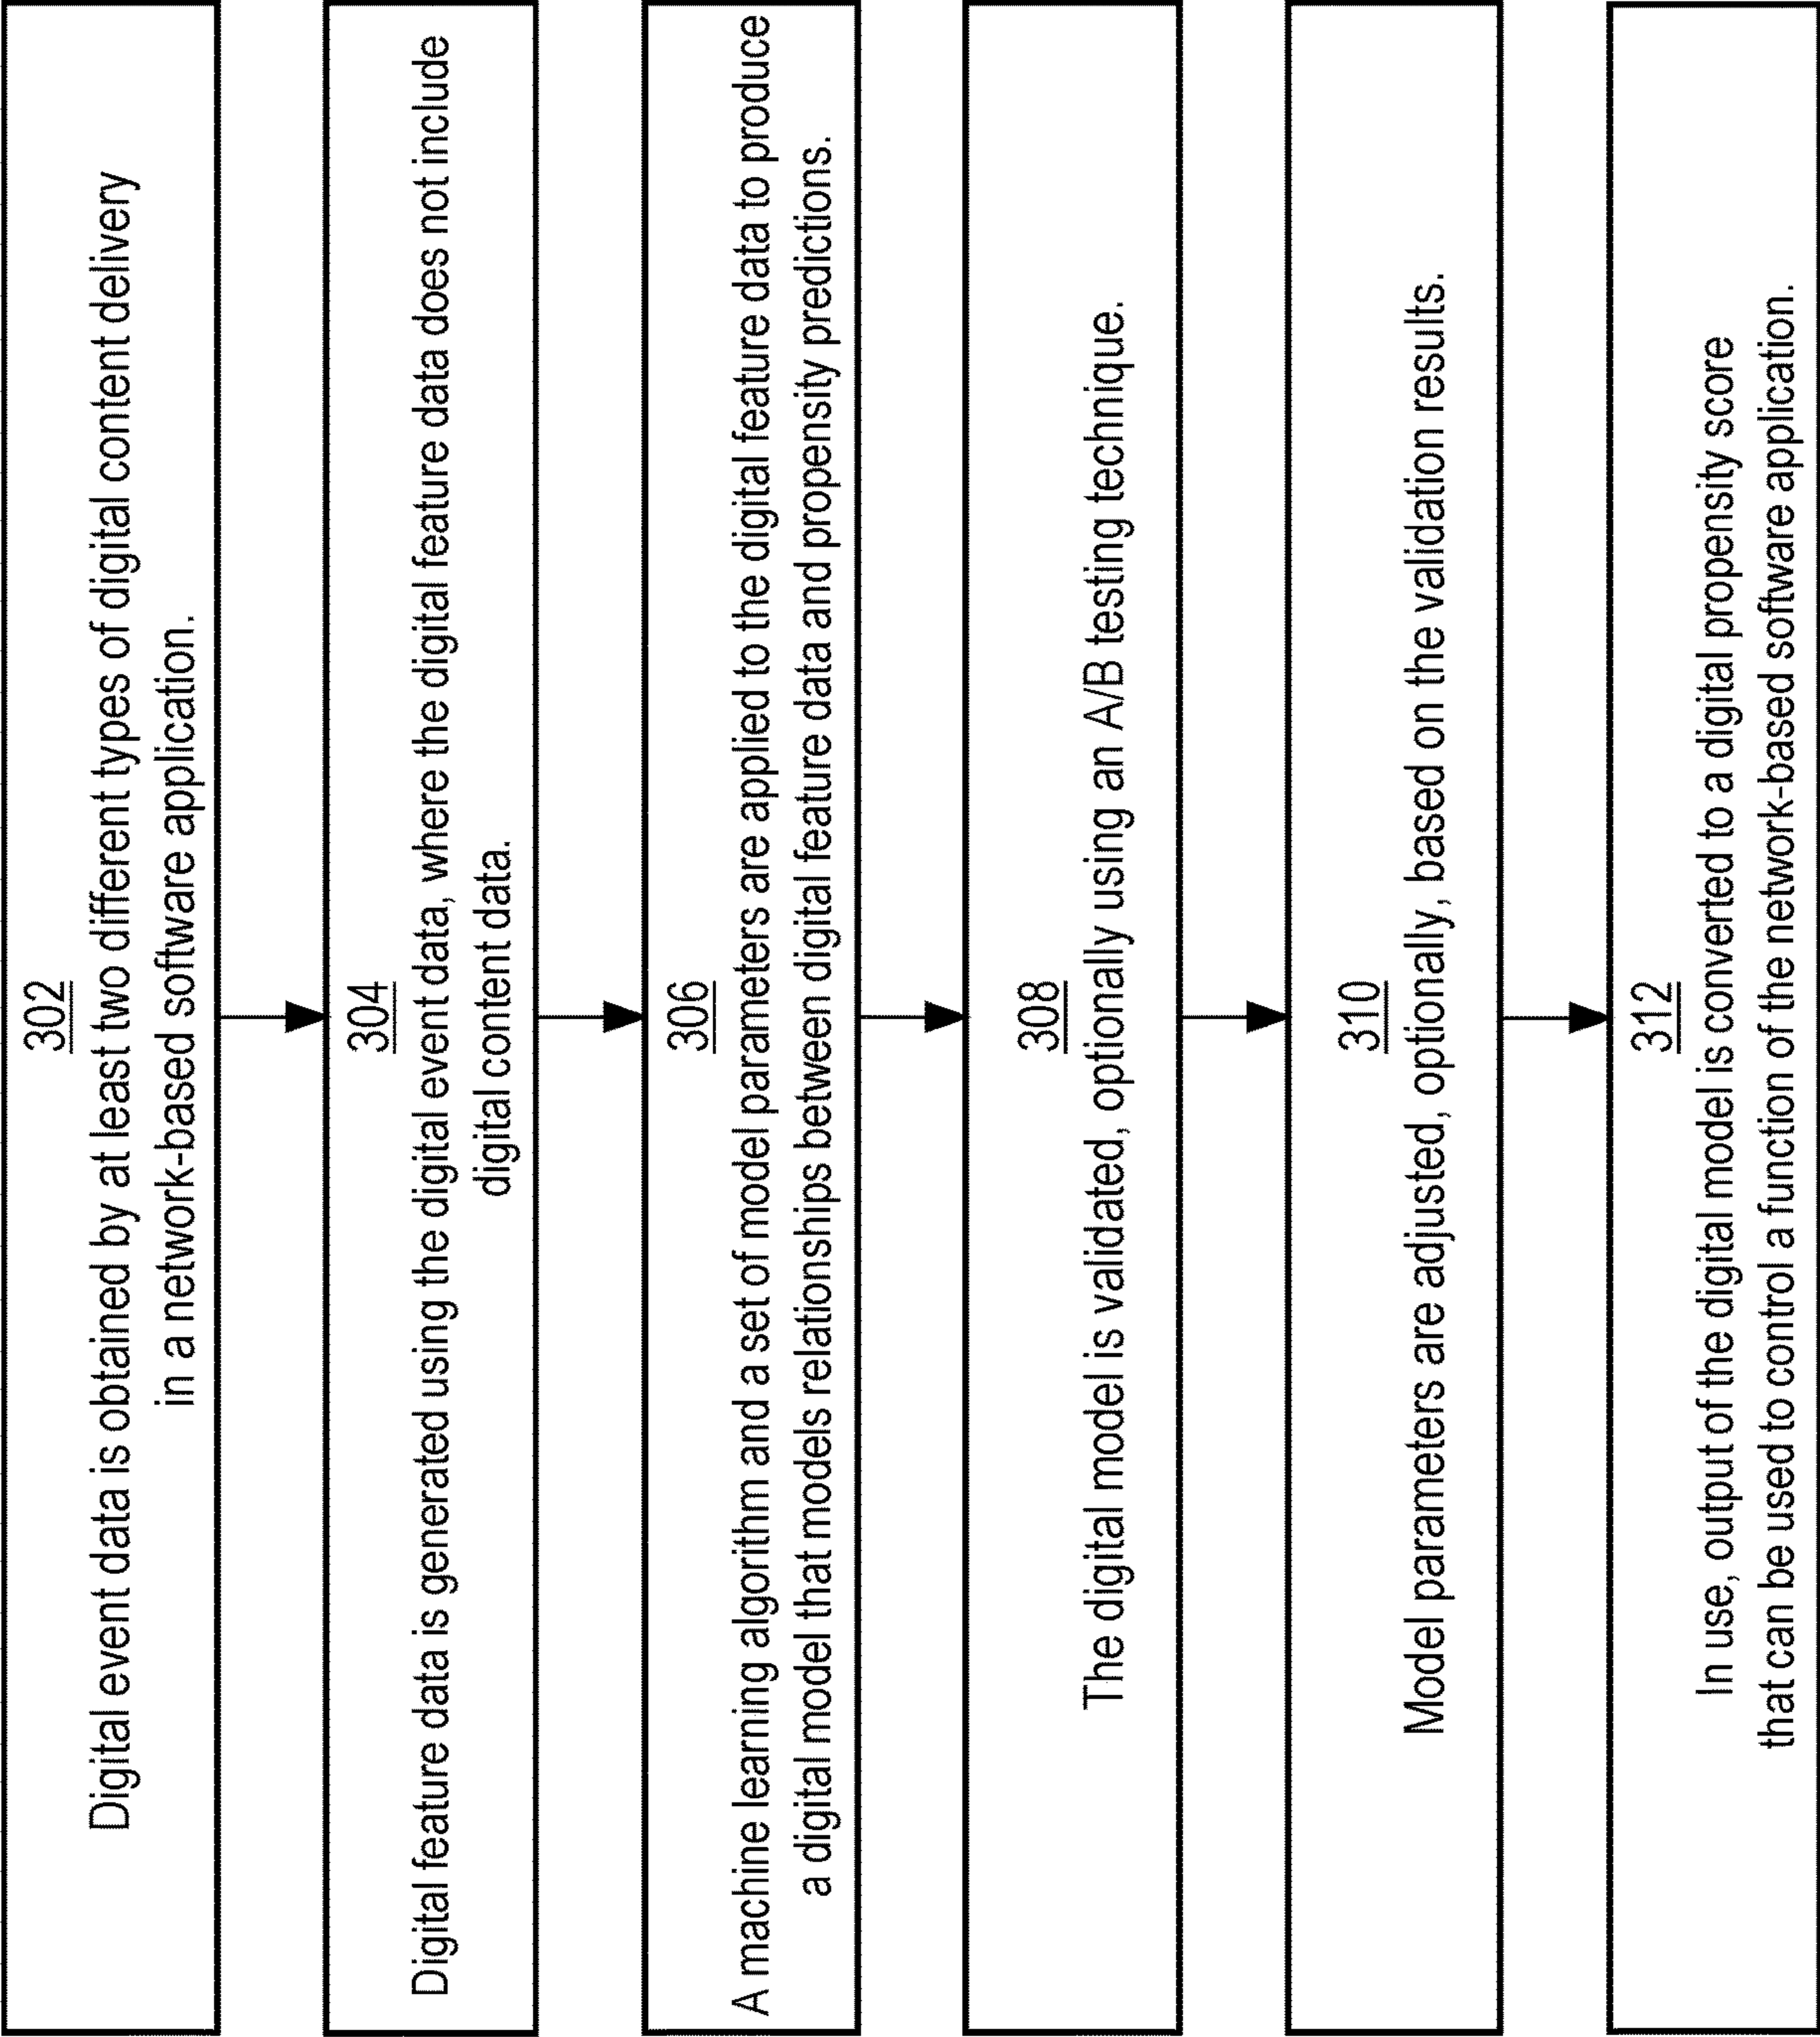 302
Digital event data is obtained by at least two different types of digital content delivery
in a network-based software application.
304
Digital feature data is generated using the digital event data, where the digital feature data does not include
digital content data.
306
A machine learning algorithm and a set of model parameters are applied to the digital feature data to produce
a digital model that models relationships between digital feature data and propensity predictions.
308
The digital model is validated, optionally using an A/B testing technique.
310
Model parameters are adjusted, optionally, based on the validation results.
312
In use, output of the digital model is converted to a digital propensity score
that can be used to control a function of the network-based software application.